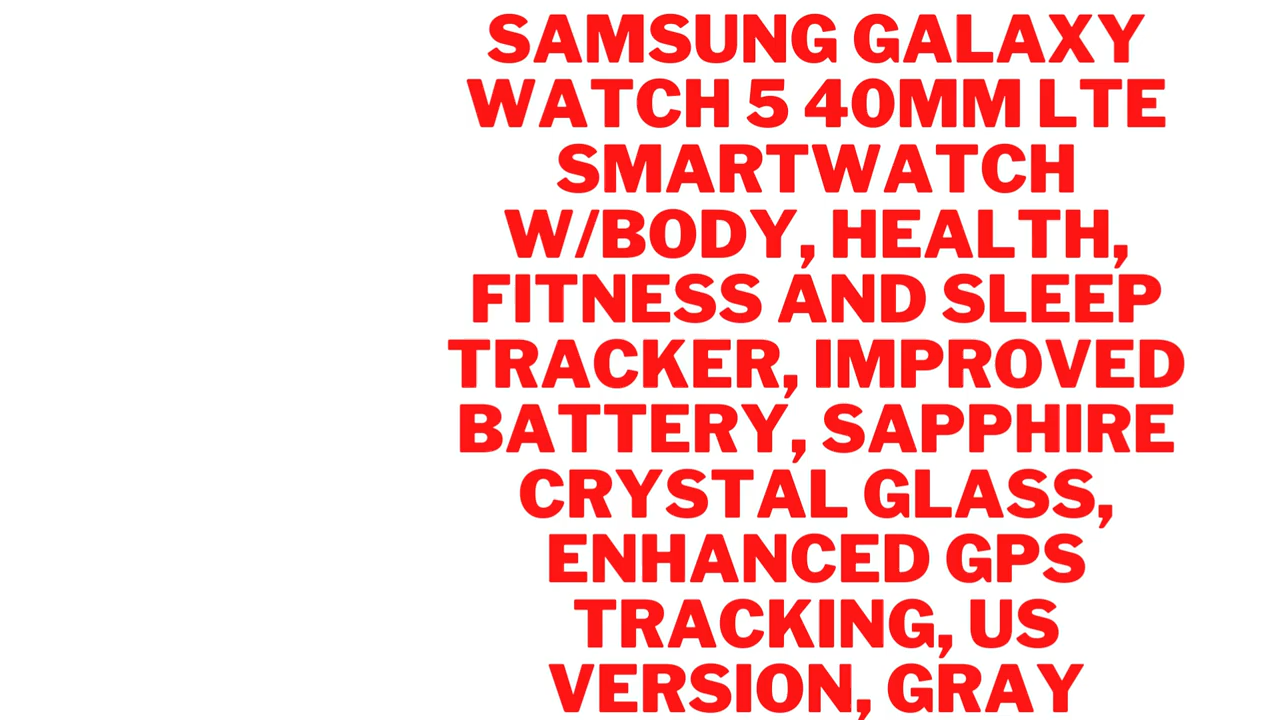 SAMSUNG GALAXY
WATCH 5 40MM LTE
SMARTWATCH
W/BODY, HEALTH,
FITNESS AND SLEEP
TRACKER, IMPROVED
BATTERY, SAPPHIRE
CRYSTAL GLASS,
ENHANCED GPS
TRACKING, US
VERSION, GRAY